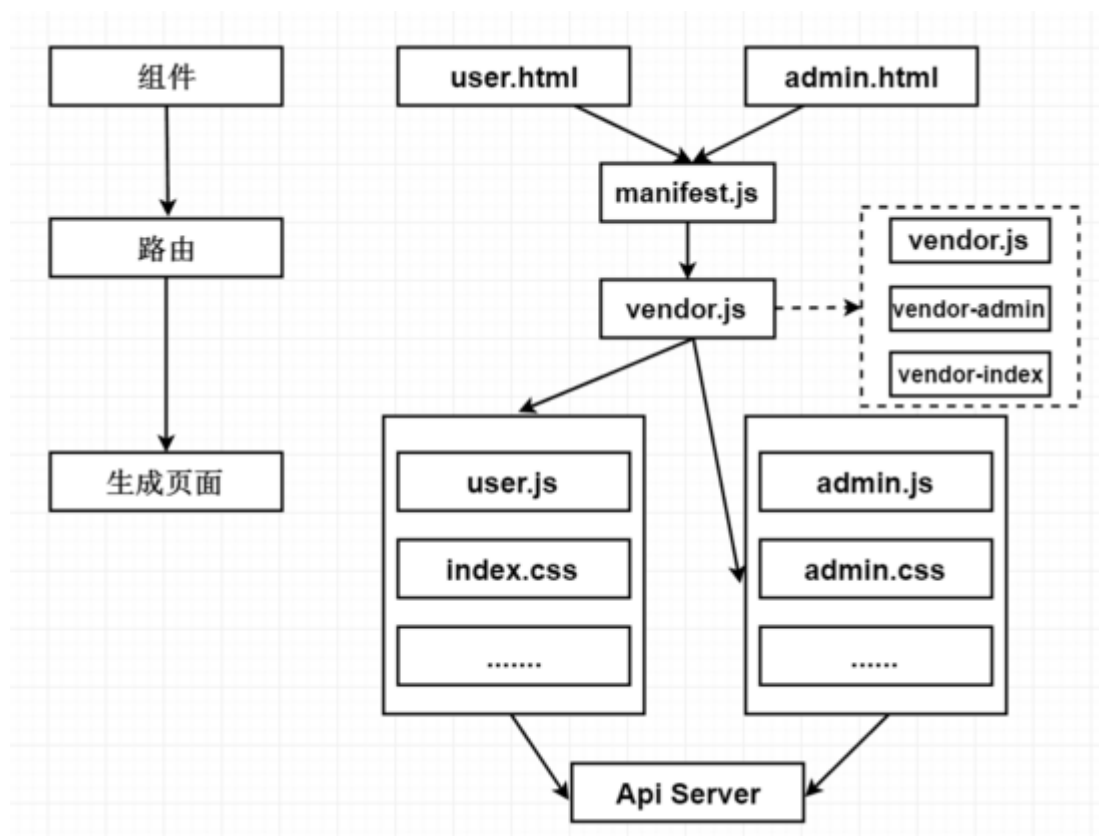 组件
路由
生成页面
user.html
admin.html
manifest.js
vendor.js
vendor.js
vendor-admin
vendor-index
user.js
index.css
.......
admin.js
admin.css
......
Api Server